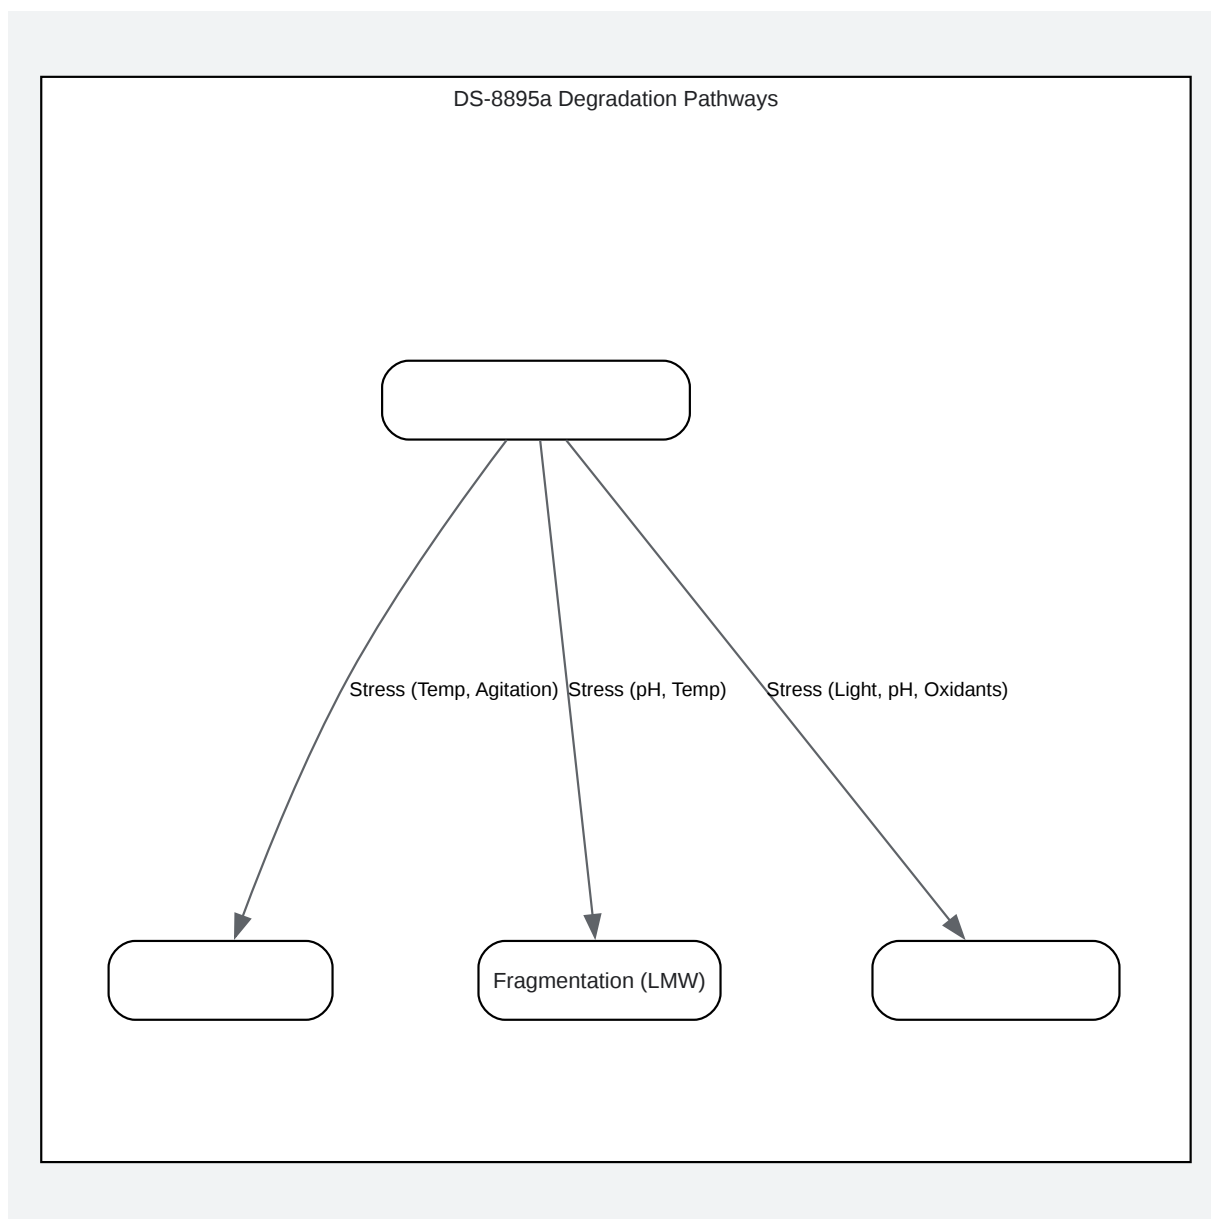 DS-8895a Degradation Pathways
Stress (Temp, Agitation)
Stress (pH, Temp)
Stress (Light, pH, Oxidants)
Fragmentation (LMW)